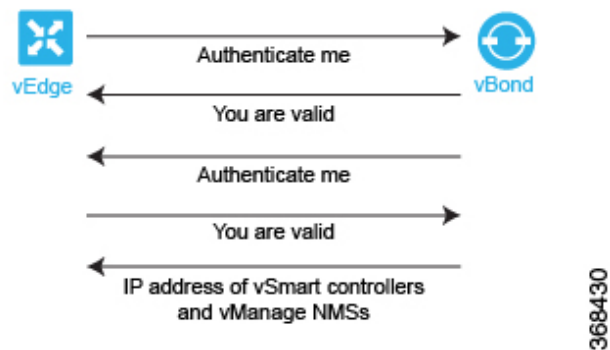 Authenticate me
vEdge
vBond
You are valid
Authenticate me
You are valid
IP address of vSmart controllers
and vManage NMSs
368430